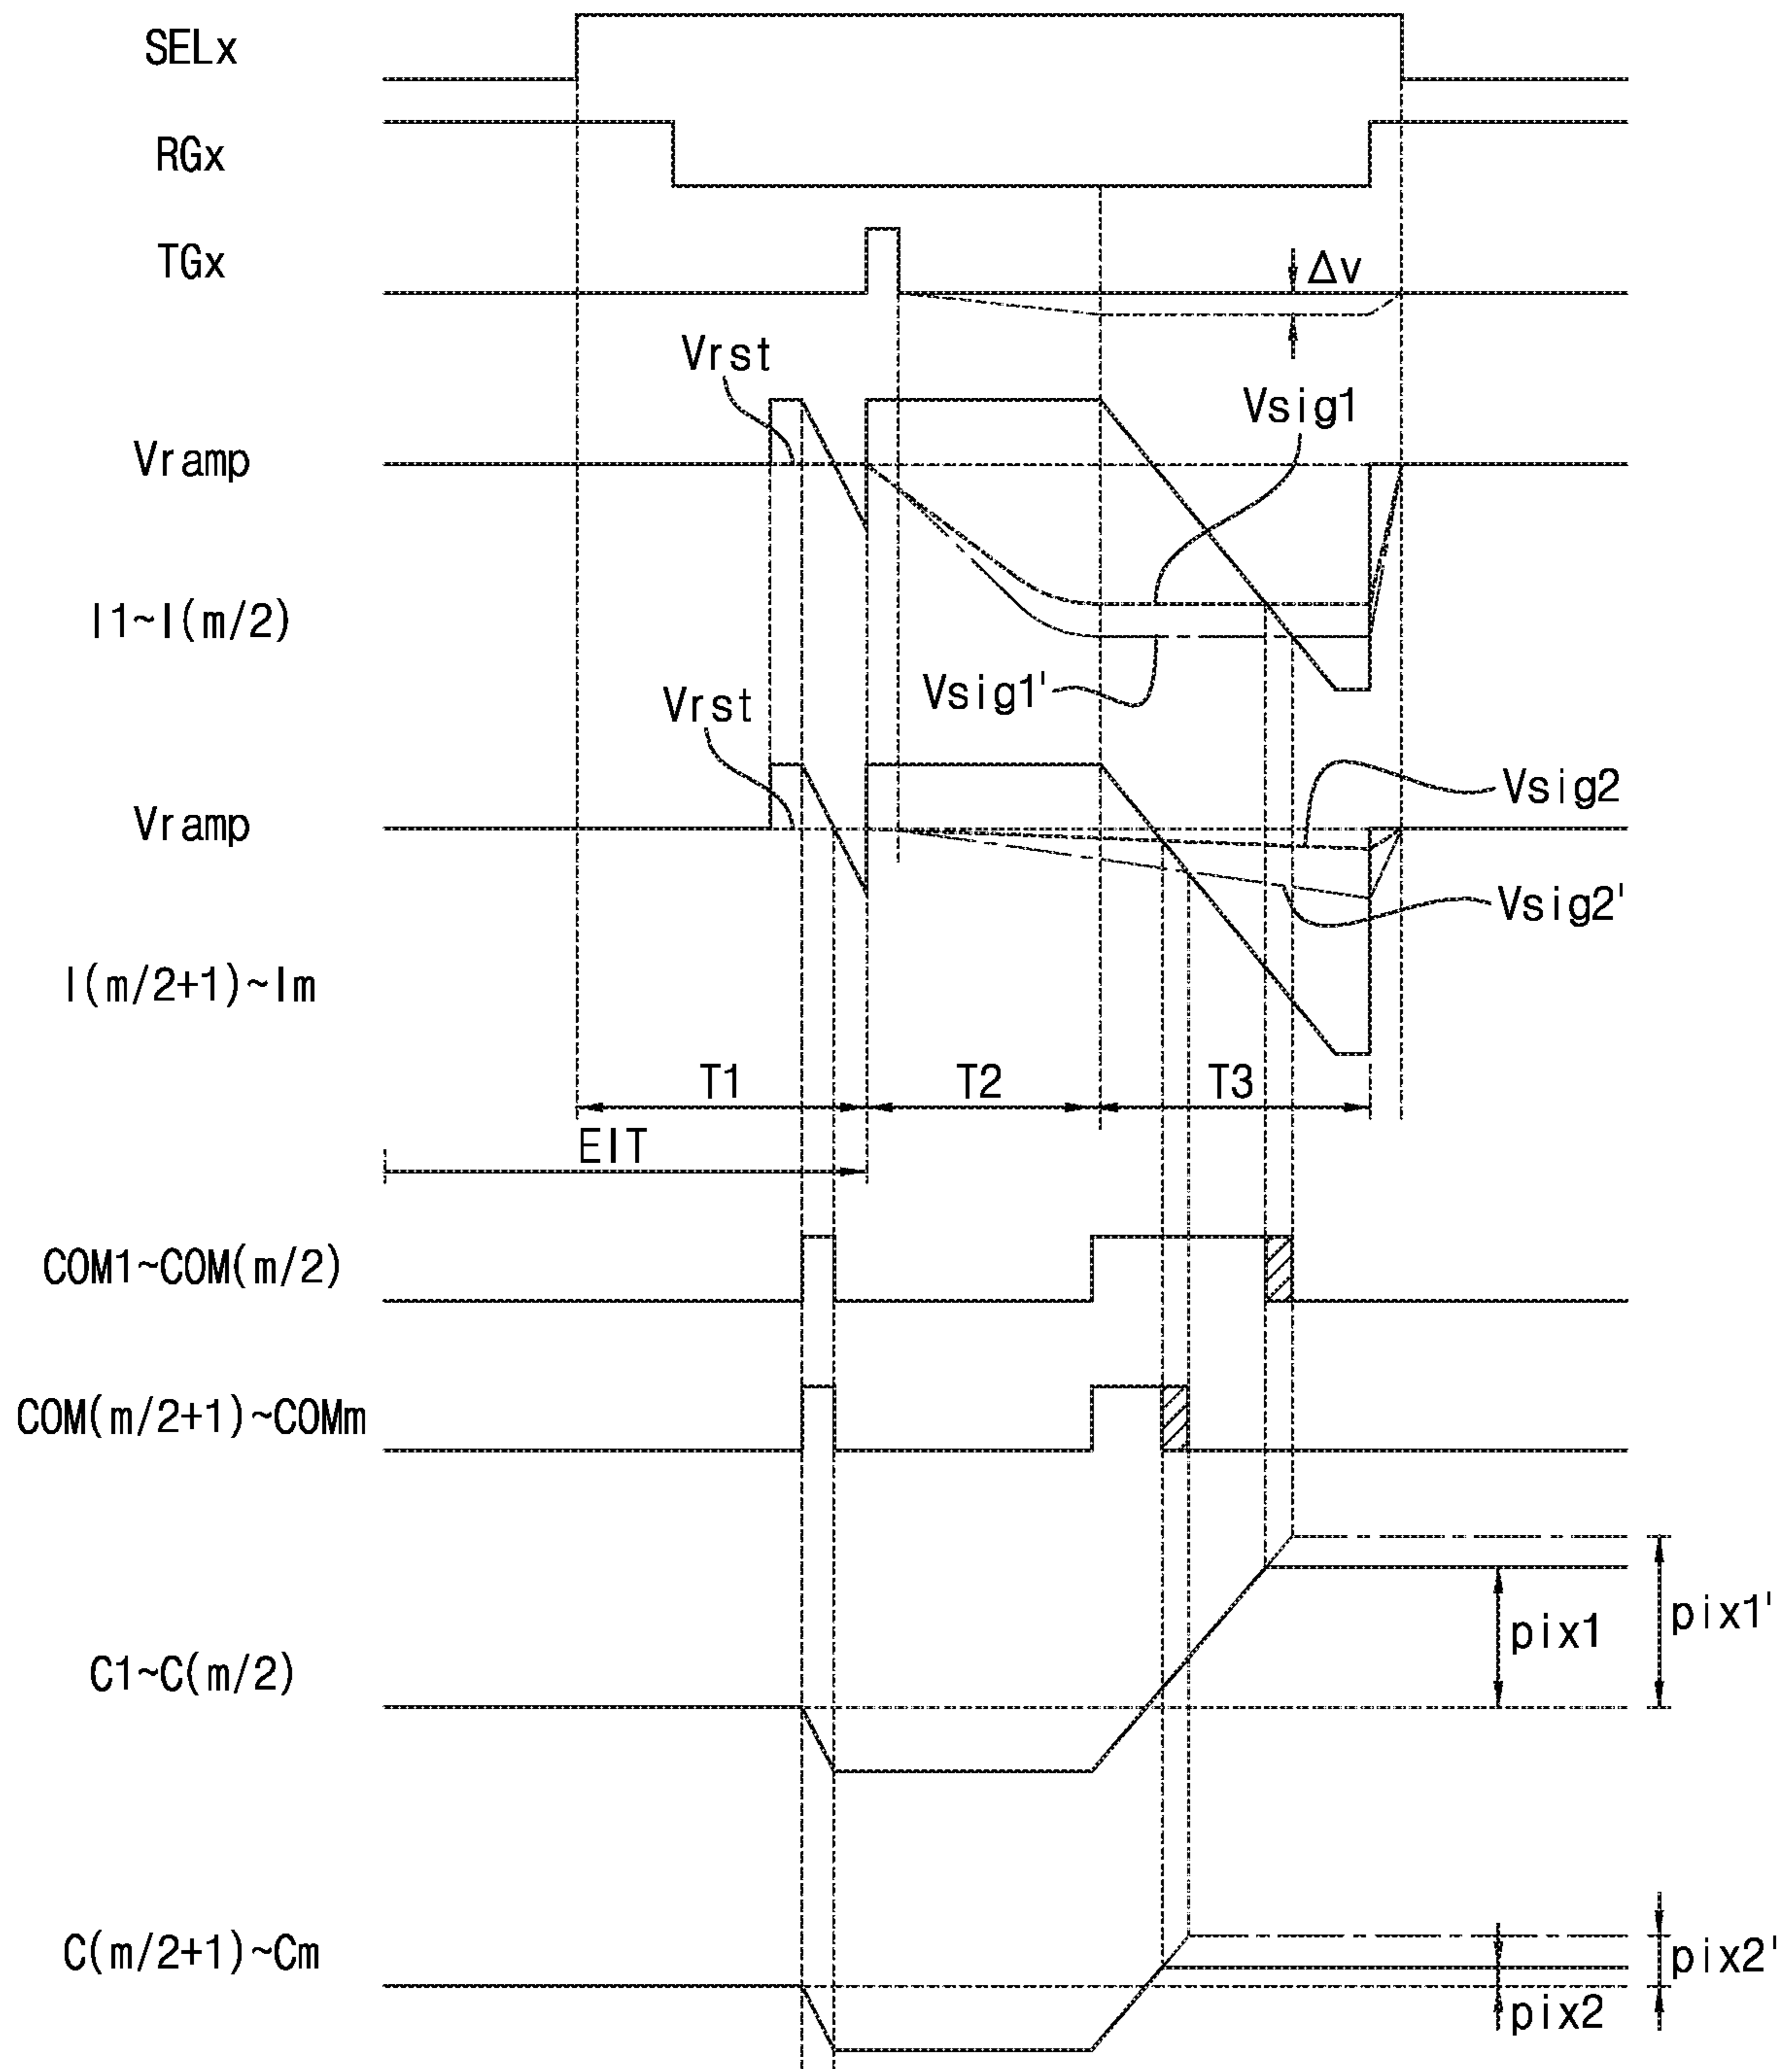 SELx
RGx
TGx
Δv
Vrst
Vsig1
Vramp
I1~I(m/2)
Vsig1'
Vrst
Vsig2
Vramp
Vsig2'
I(m/2+1)~Im
T1
T2
T3
EIT
COM1~COM(m/2)
COM(m/2+1)~COMm
pix1
pix1'
C1~C(m/2)
C(m/2+1)~Cm
pix2'
pix2